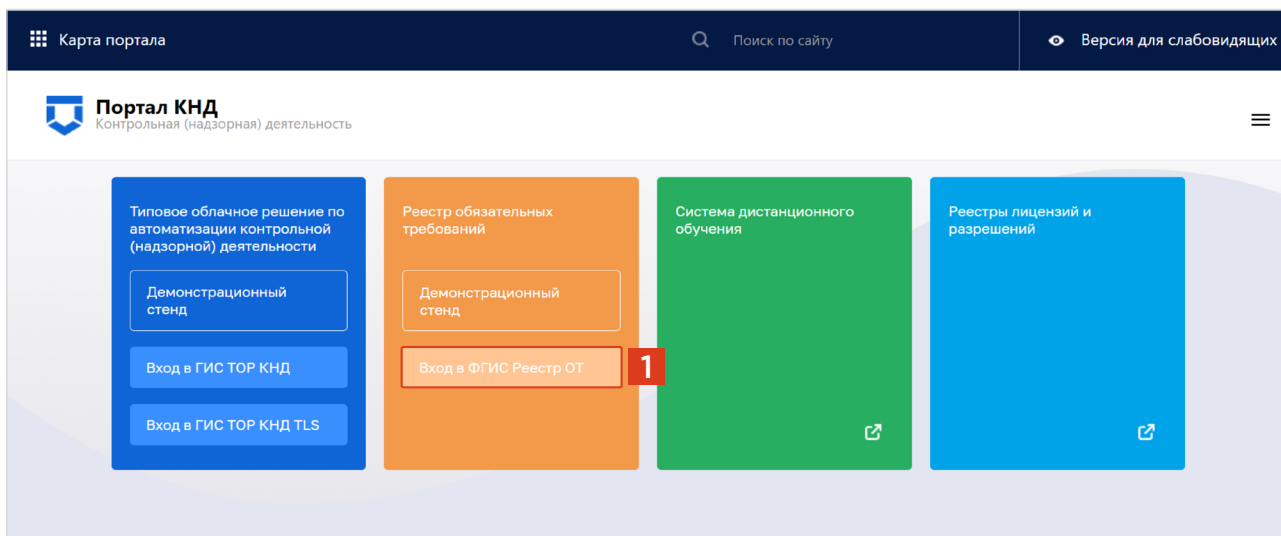 Карта портала
Поиск по сайту
Версия для слабовидящих
Портал КНД
Контрольная (надзорная) деятельность
Типовое облачное решение по
автоматизации контрольной
(надзорной) деятельности
Демонстрационный
стенд
Вход в ГИС ТОР КНД
Вход в ГИС ТОР КНД TLS
Реестр обязательных
требований
Демонстрационный
стенд
Вход в ФГИС Реестр ОТ
1
Система дистанционного
обучения
Реестры лицензий и
разрешений